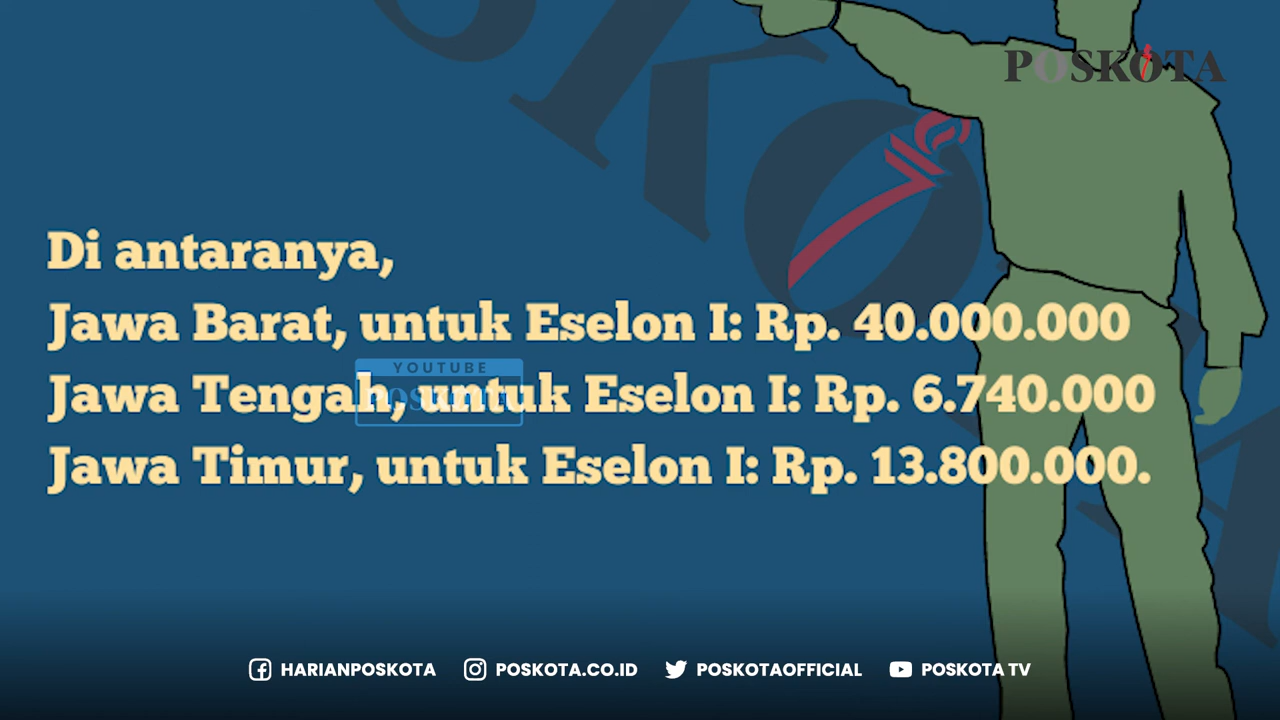 POSKOTA
Di antaranya,
Jawa Barat, untuk Eselon I: Rp. 40.000.000
YOUTUBE
Jawa Tengah, untuk Eselon I: Rp. 6.740.000
Jawa Timur, untuk Eselon I: Rp. 13.800.000.
HARIANPOSKOTA POSKOTA.CO.ID POSKOTAOFFICIAL POSKOTA TV